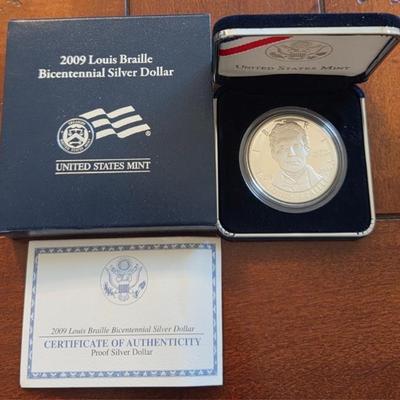 2009 Louis Braille
Bicentennial Silver Dollar
UNITED STATES MINT
UNITED STATES MINT
2009 Louis Braille Bicentennial Silver Dollar
CERTIFICATE OF AUTHENTICITY
Proof Silver Dollar